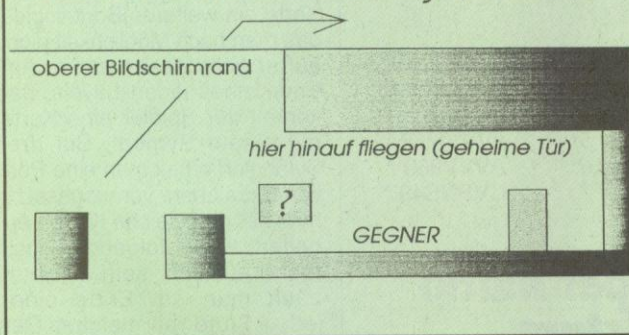 oberer Bildschirmrand
hier hinauf fliegen (geheime Tür)
?
GEGNER